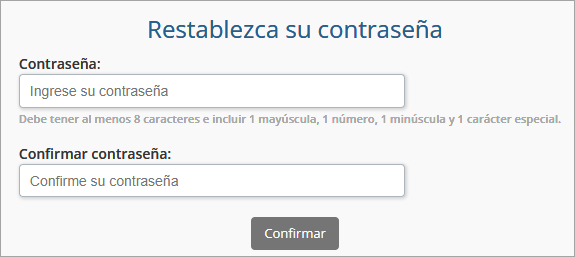 Restablezca su contraseña
Contraseña:
Ingrese su contraseña
Debe tener al menos 8 caracteres e incluir 1 mayúscula, 1 número, 1 minúscula y 1 carácter especial.
Confirmar contraseña:
Confirme su contraseña
Confirmar